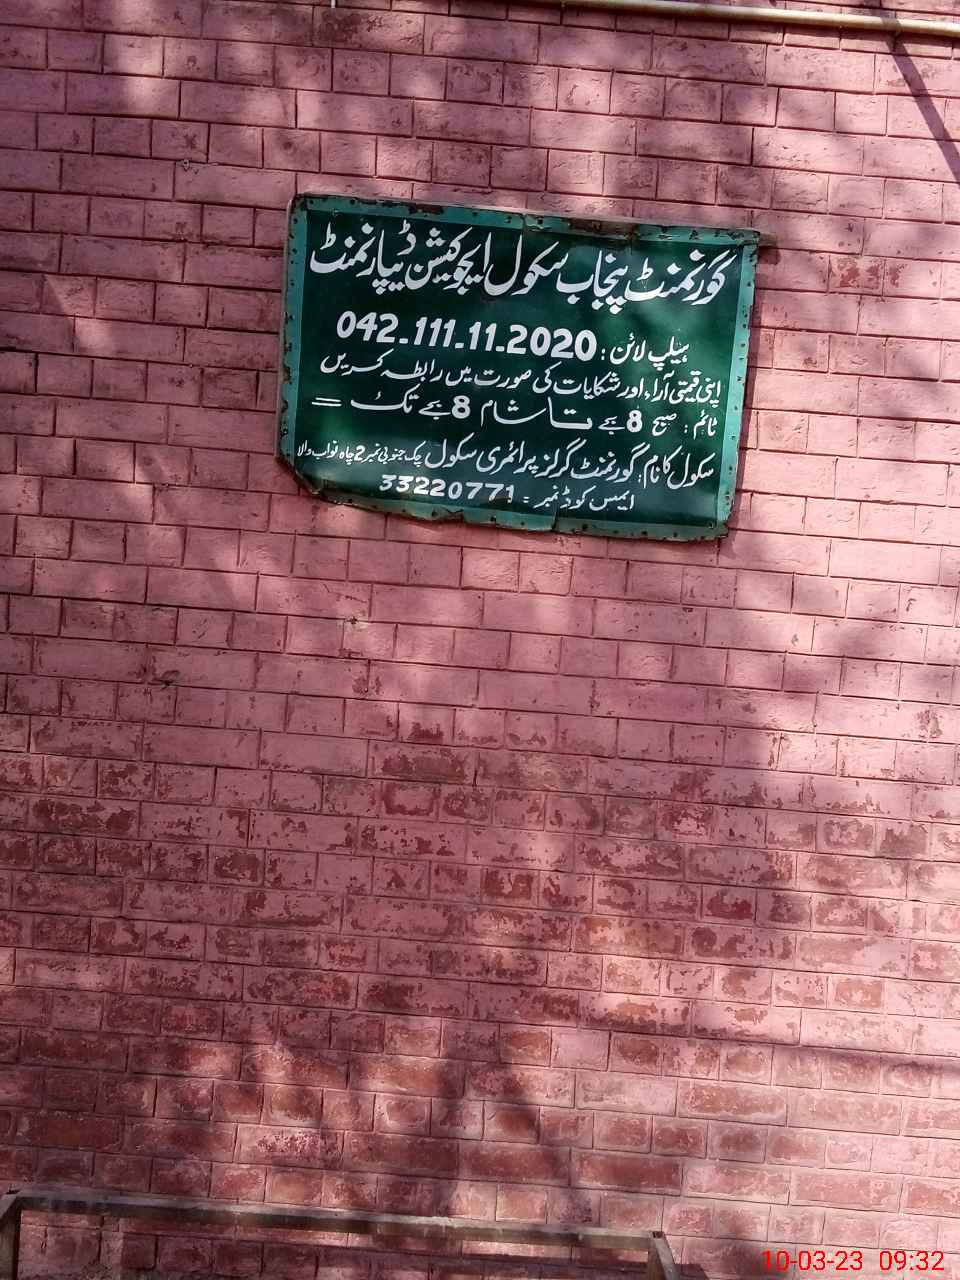 گورنمنٹ پنجاب سکول ایجوکیشن ڈیپارنمنٹ
ہیلپ لائن : 042-111-11-2020
اپنی قیمتی آراء اور شکایات کی صورت میں رابطہ کریں
ٹائم : صبح 8 بجے تا شام 8 بجے تک =
سکول کا نام : گورنمنٹ گرلز پرائمری سکول چک جنوبی نمبر 2 چاہ نواب والا
ایمیس کوڈ نمبر = 33220771
10-03-23 09:32